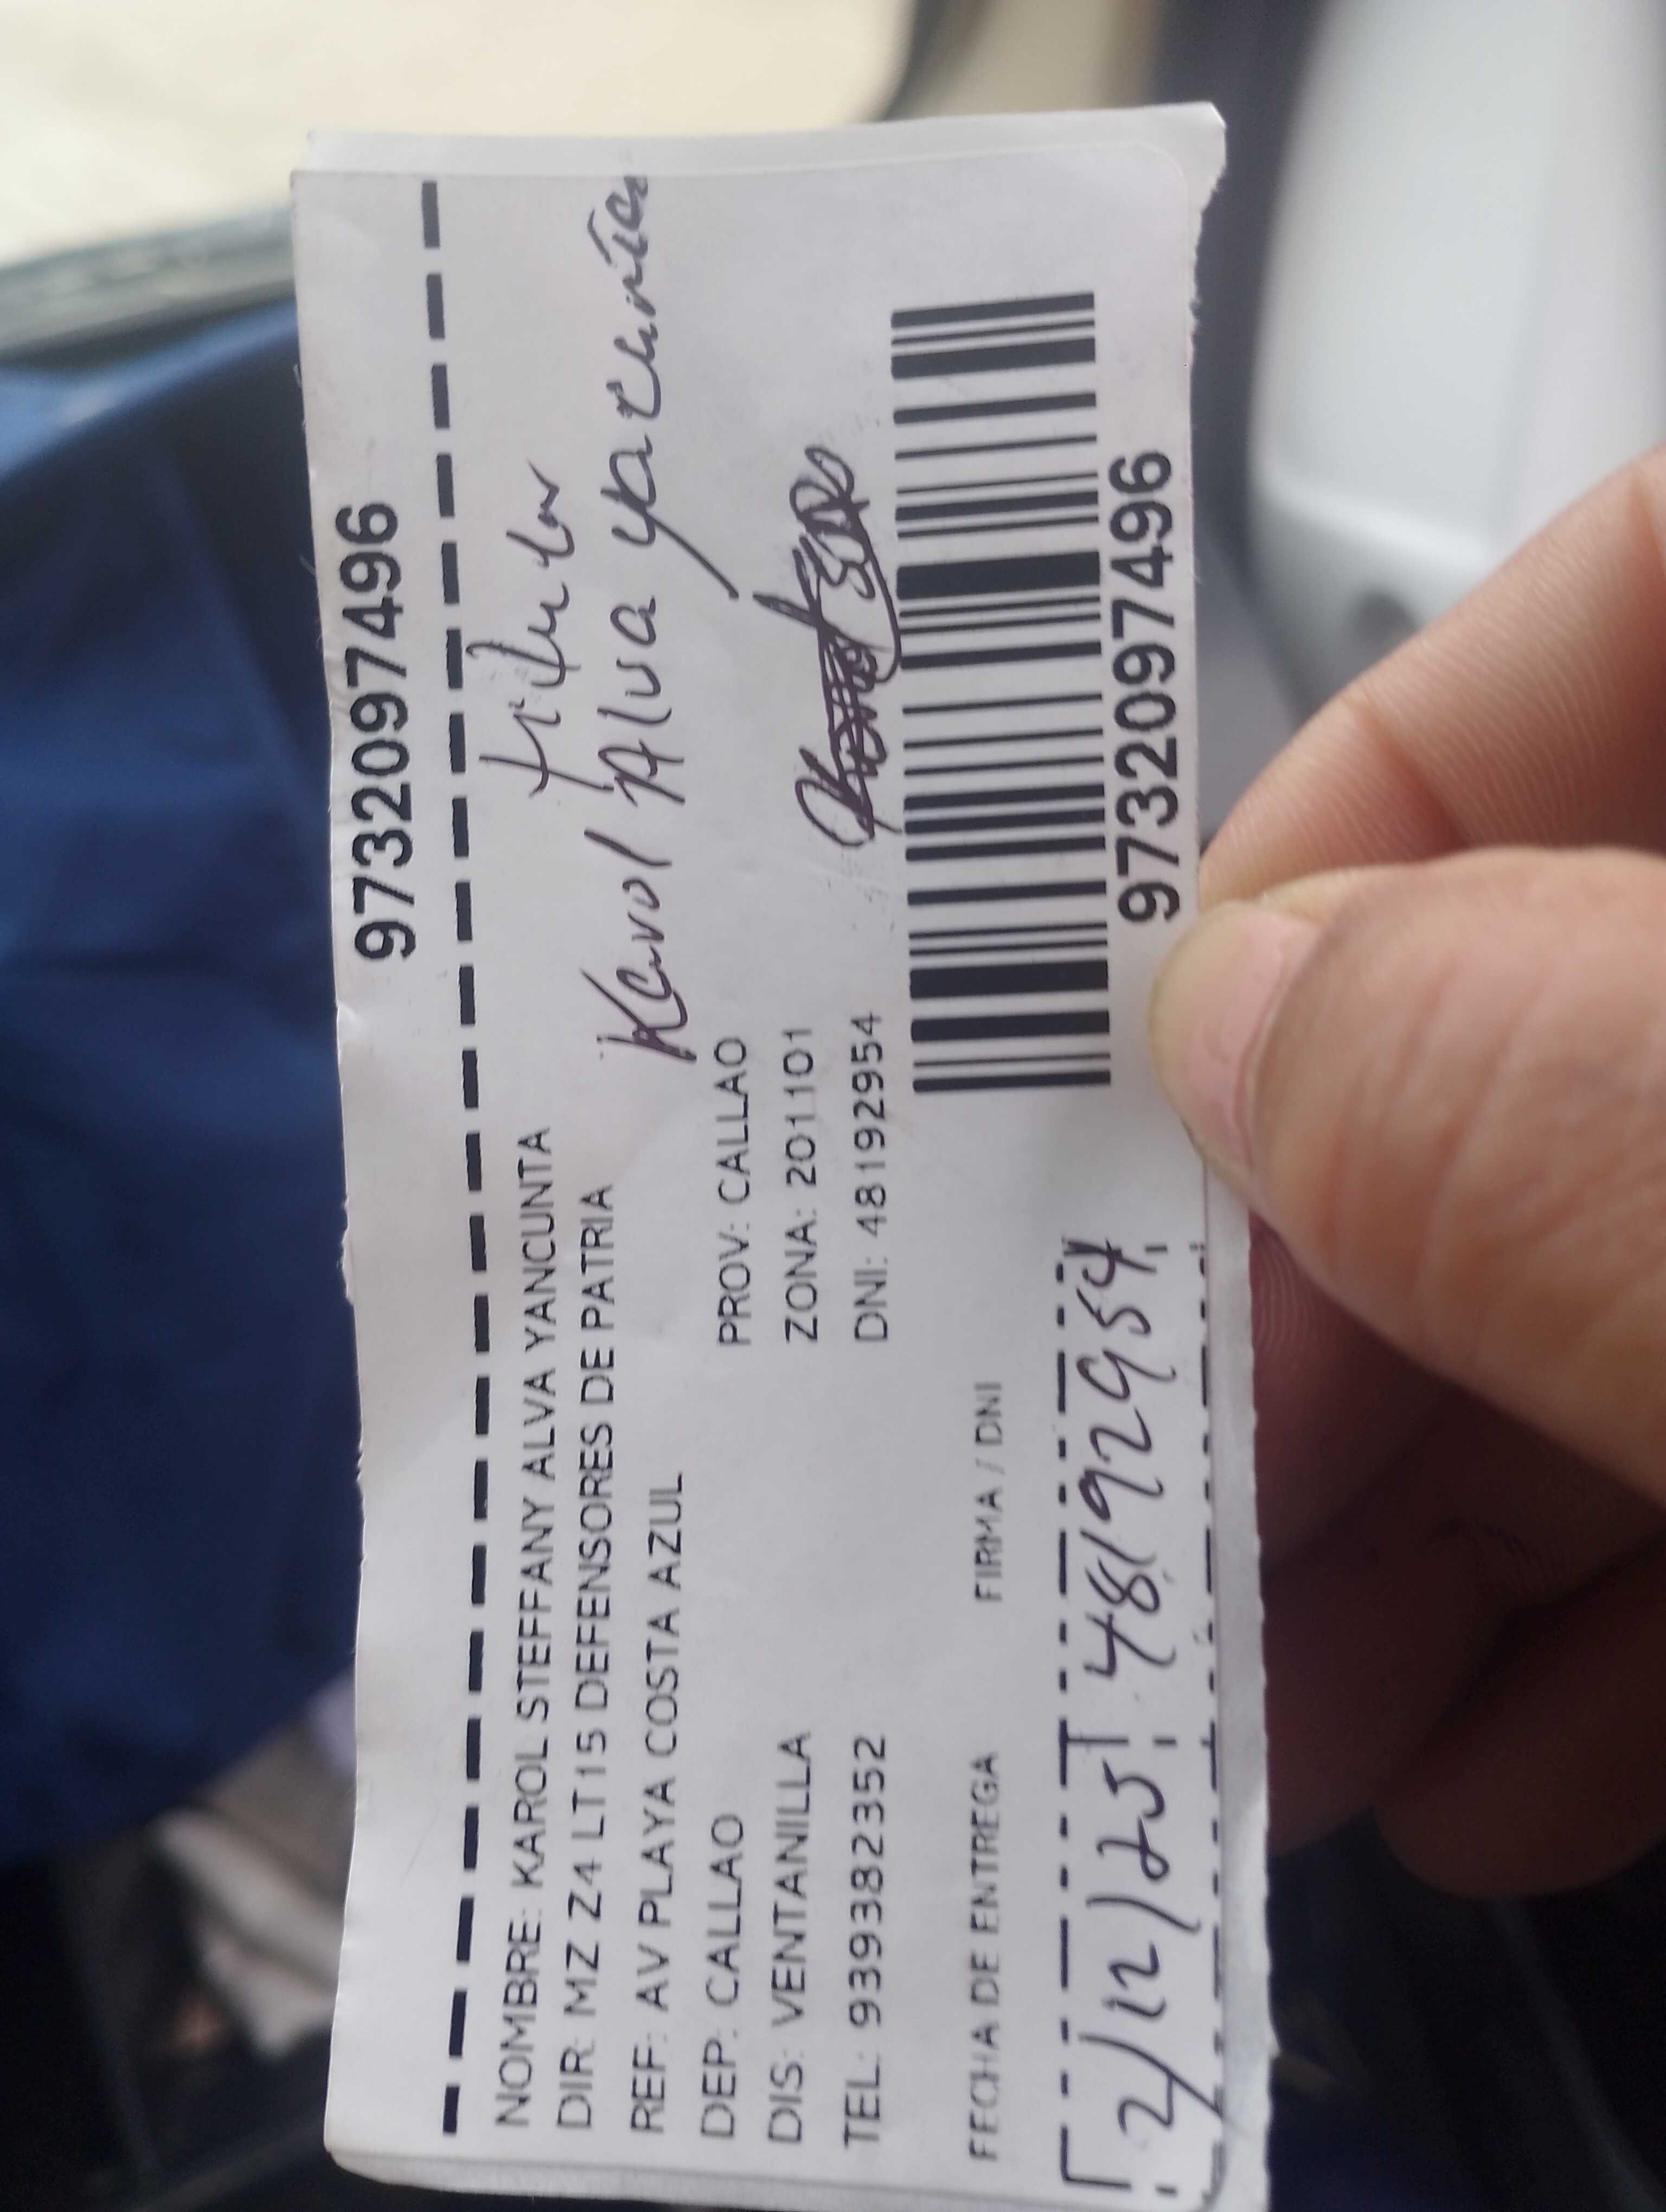 9732097496
NOMBRE: KAROL STEFFANY ALVA YANCUNTA
DIR: MZ Z4 LT15 DEFENSORES DE PATRIA
REF: AV PLAYA COSTA AZUL
DEP: CALLAO PROV: CALLAO
DIS: VENTANILLA ZONA: 2011101
TEL: 939382352 DNI: 48192954
titular
Karol Alva
FECHA DE ENTREGA FIRMA / DNI
2/12/25 48192954
9732097496